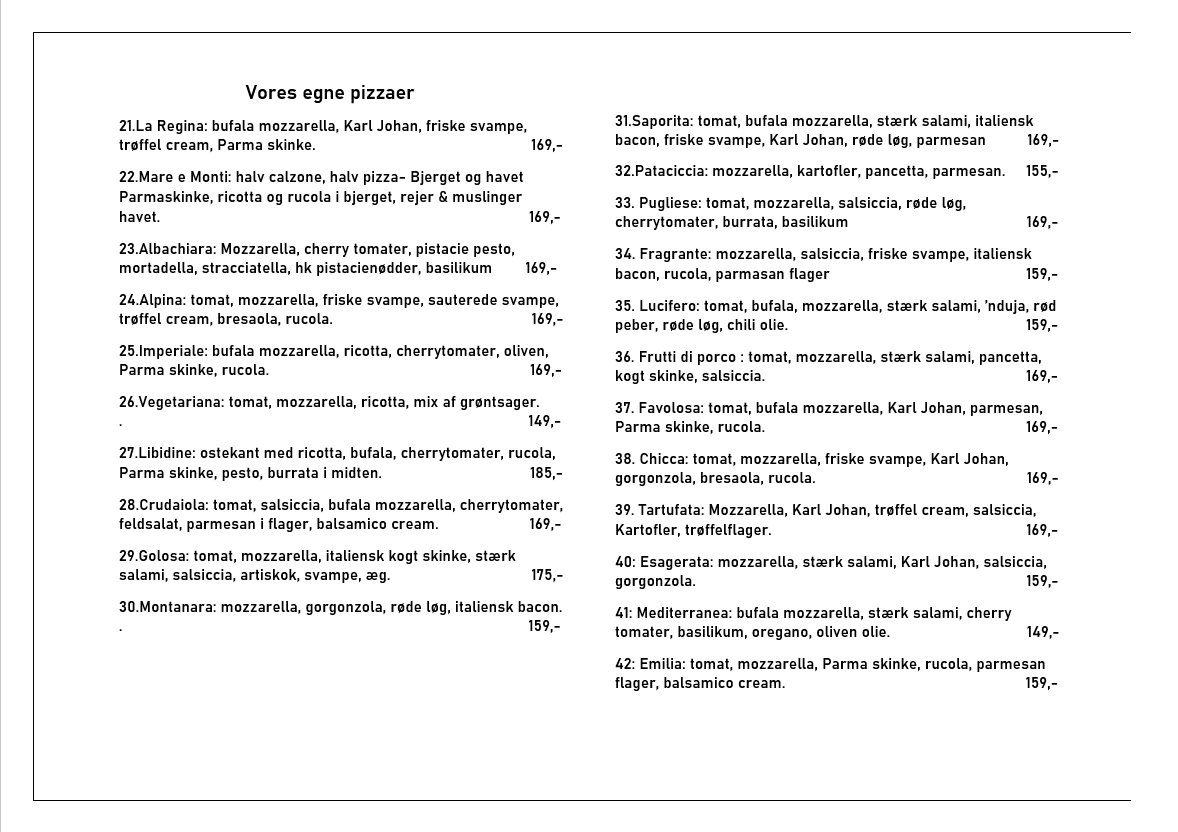 Vores egne pizzaer
21.La Regina: bufala mozzarella, Karl Johan, friske svampe,
trøffel cream, Parma skinke. 169,-
22.Mare e Monti: halv calzone, halv pizza- Bjerget og havet
Parmaskinke, ricotta og rucola i bjerget, rejer & muslinger
havet. 169,-
23.Albachiara: Mozzarella, cherry tomater, pistacie pesto,
mortadella, stracciatella, hk pistacienødder, basilikum 169,-
24.Alpina: tomat, mozzarella, friske svampe, sauterede svampe,
trøffel cream, bresaola, rucola. 169,-
25.Imperiale: bufala mozzarella, ricotta, cherrytomater, oliven,
Parma skinke, rucola. 169,-
26.Vegetariana: tomat, mozzarella, ricotta, mix af grøntsager.
. 149,-
27.Libidine: ostekant med ricotta, bufala, cherrytomater, rucola,
Parma skinke, pesto, burrata i midten. 185,-
28.Crudaiola: tomat, salsiccia, bufala mozzarella, cherrytomater,
feldsalat, parmesan i flager, balsamico cream. 169,-
29.Golosa: tomat, mozzarella, italiensk kogt skinke, stærk
salami, salsiccia, artiskok, svampe, æg. 175,-
30.Montanara: mozzarella, gorgonzola, røde løg, italiensk bacon.
. 159,-
31.Saporita: tomat, bufala mozzarella, stærk salami, italiensk
bacon, friske svampe, Karl Johan, røde løg, parmesan 169,-
32.Pataciccia: mozzarella, kartofler, pancetta, parmesan. 155,-
33. Pugliese: tomat, mozzarella, salsiccia, røde løg,
cherrytomater, burrata, basilikum 169,-
34. Fragrante: mozzarella, salsiccia, friske svampe, italiensk
bacon, rucola, parmasan flager 159,-
35. Lucifero: tomat, bufala, mozzarella, stærk salami, 'nduja, rød
peber, røde løg, chili olie. 159,-
36. Frutti di porco : tomat, mozzarella, stærk salami, pancetta,
kogt skinke, salsiccia. 169,-
37. Favolosa: tomat, bufala mozzarella, Karl Johan, parmesan,
Parma skinke, rucola. 169,-
38. Chicca: tomat, mozzarella, friske svampe, Karl Johan,
gorgonzola, bresaola, rucola. 169,-
39. Tartufata: Mozzarella, Karl Johan, trøffel cream, salsiccia,
Kartofler, trøffelflager. 169,-
40: Esagerata: mozzarella, stærk salami, Karl Johan, salsiccia,
gorgonzola. 159,-
41: Mediterranea: bufala mozzarella, stærk salami, cherry
tomater, basilikum, oregano, oliven olie. 149,-
42: Emilia: tomat, mozzarella, Parma skinke, rucola, parmesan
flager, balsamico cream. 159,-